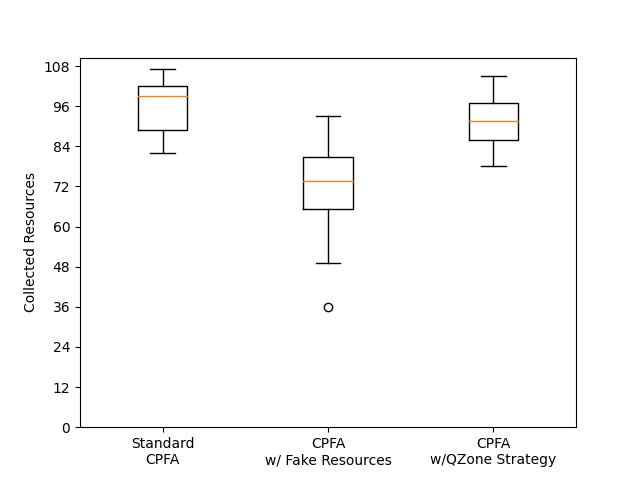 108
96
84
72
60
48
36
24
12
0
Collected Resources
Standard
CPFA
CPFA
w/ Fake Resources
CPFA
w/QZone Strategy